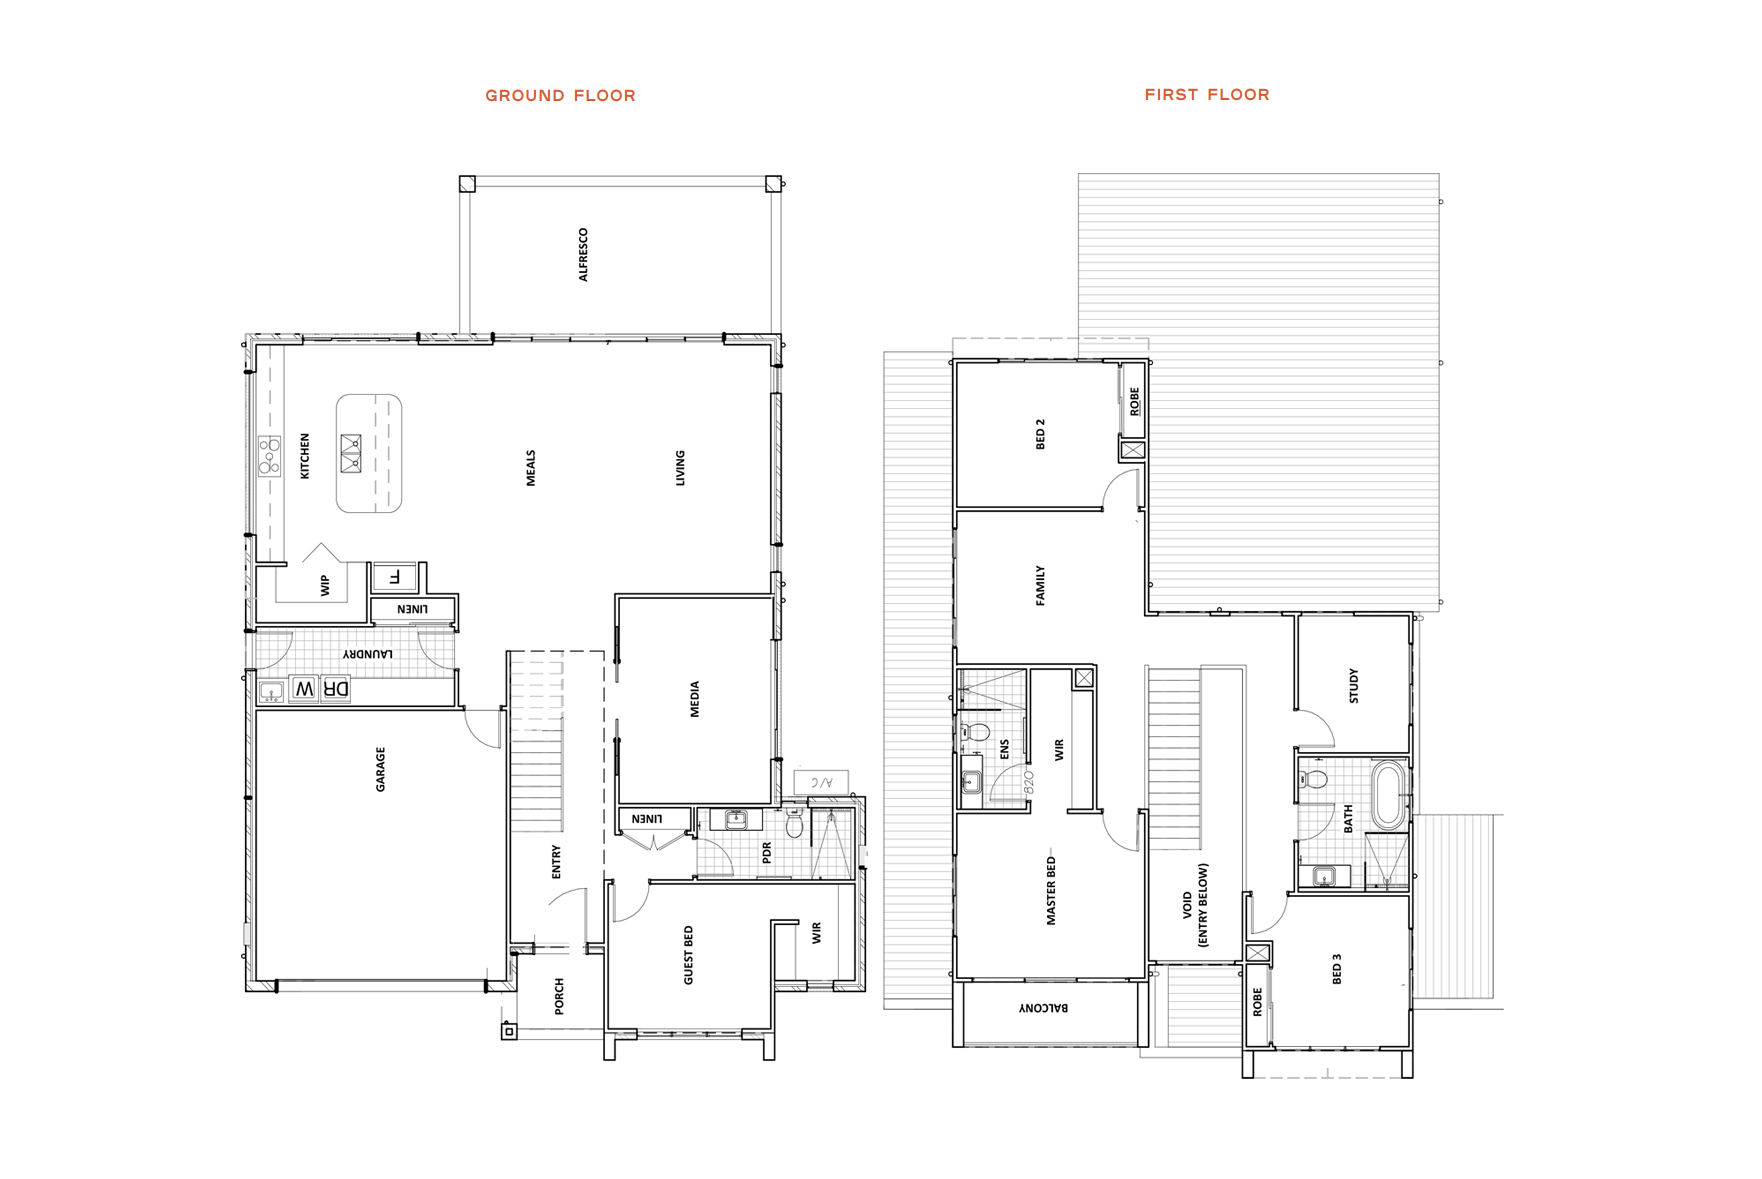 GROUND FLOOR
ALFRESCO
KITCHEN
MEALS
LIVING
WIP
F
LINEN
LAUNDRY
W
DR
MEDIA
GARAGE
A/C
LINEN
PDR
ENTRY
WIR
GUEST BED
PORCH
FIRST FLOOR
ROBE
BED 2
FAMILY
STUDY
ENS
WIR
820
BATH
MASTER BED
VOID
(ENTRY BELOW)
BED 3
ROBE
BALCONY